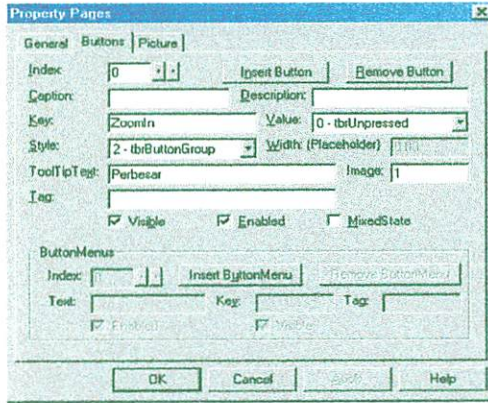 Property Pages
General Buttons Picture
Index: 0 Insert Button Remove Button
Caption: Description:
Key: ZoomIn Value: 0 - tbrUnpressed
Style: 2 - tbrButtonGroup Width: (Placeholder)
ToolTipText: Perbesar Image: 1
Tag:
Visible Enabled MixedState
ButtonMenus
Index: Insert ButtonMenu Remove ButtonMenu
Text: Key: Tag:
Enabled Visible
OK Cancel Apply Help